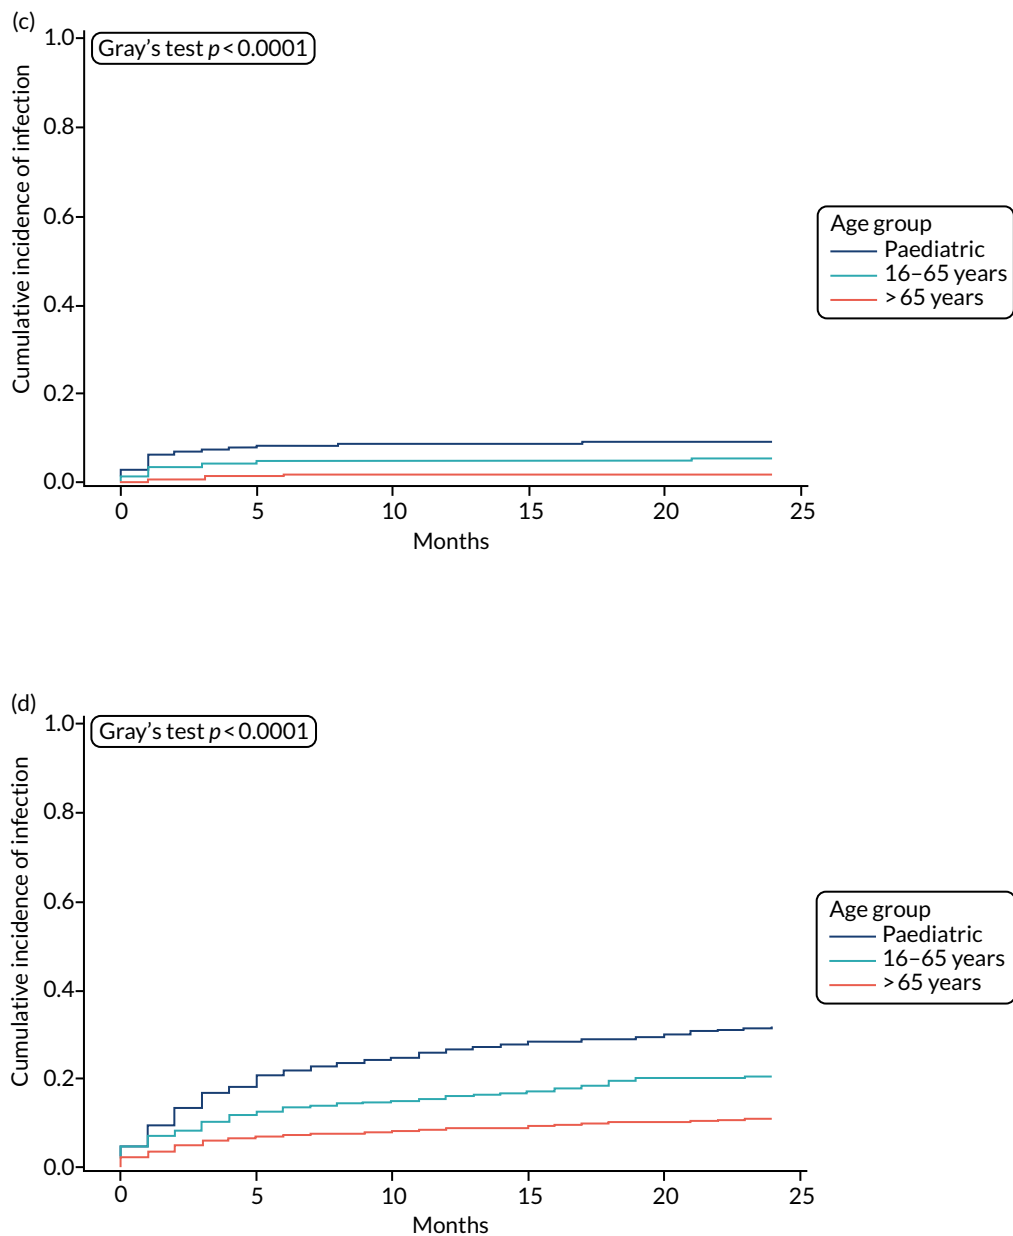 (c)
Gray’s test p < 0.0001
Cumulative incidence of infection
1.0
0.8
0.6
0.4
0.2
0.0
0 5 10 15 20 25
Months
Age group
Paediatric
16–65 years
> 65 years
(d)
Gray’s test p < 0.0001
Cumulative incidence of infection
1.0
0.8
0.6
0.4
0.2
0.0
0 5 10 15 20 25
Months
Age group
Paediatric
16–65 years
> 65 years